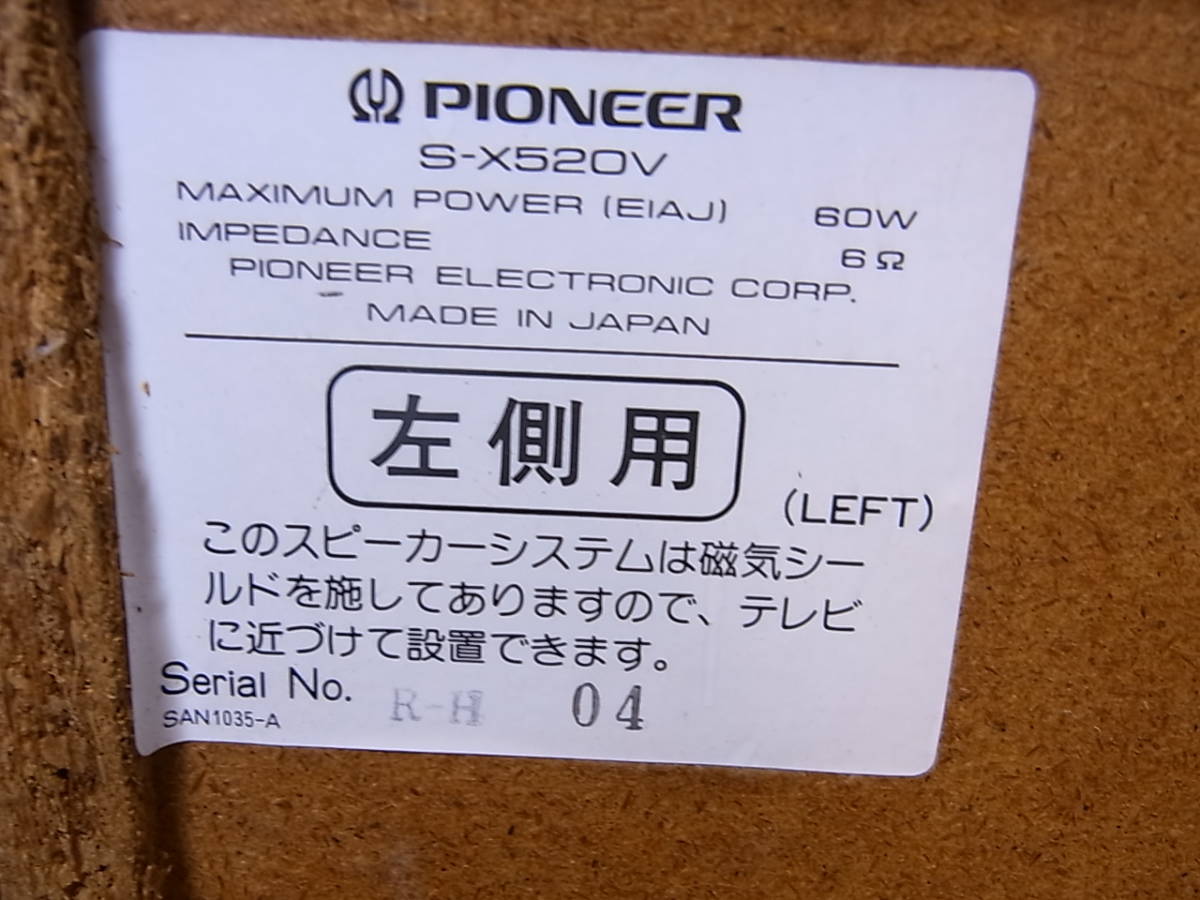 PIONEER
S-X520V
MAXIMUM POWER (EIAJ) 60W
IMPEDANCE 6Ω
PIONEER ELECTRONIC CORP.
MADE IN JAPAN
左側用
(LEFT)
このスピーカーシステムは磁気シー
ルドを施してありますので、テレビ
に近づけて設置できます。
Serial No. R-H 04
SAN1035-A